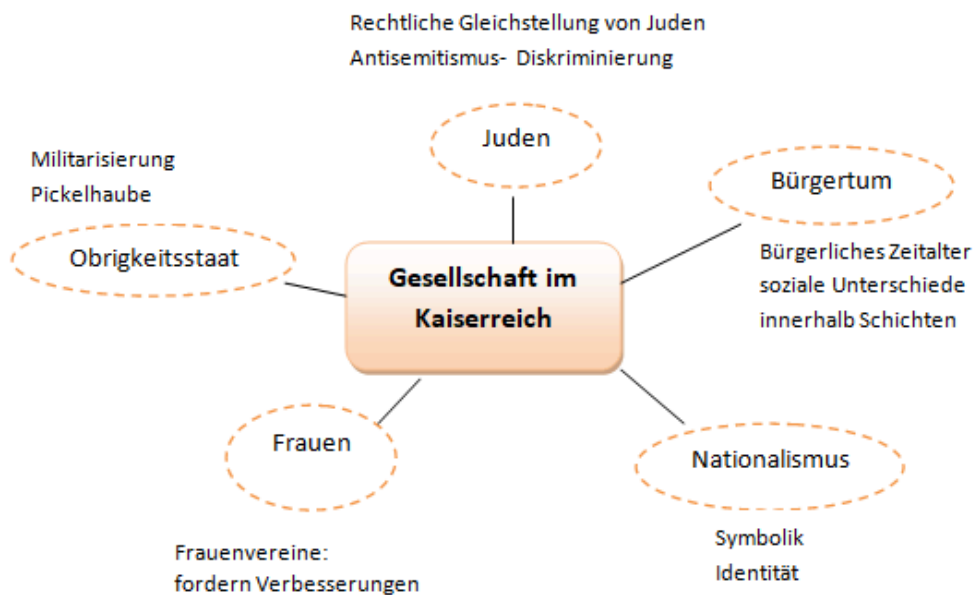 Rechtliche Gleichstellung von Juden
Antisemitismus- Diskriminierung
Juden
Militarisierung
Pickelhaube
Obrigkeitsstaat
Bürgertum
Bürgerliches Zeitalter
soziale Unterschiede
innerhalb Schichten
Gesellschaft im
Kaiserreich
Frauen
Frauenvereine:
fordern Verbesserungen
Nationalismus
Symbolik
Identität